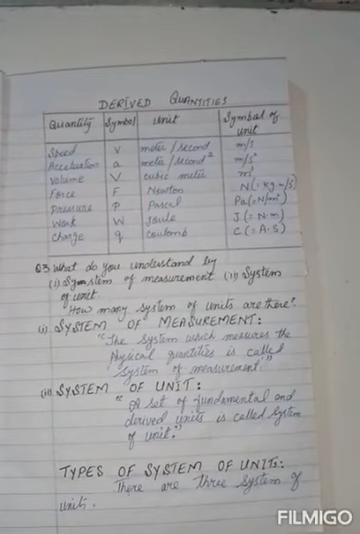 DERIVED QUANTITIES
Quantity Symbol Unit Symbol of unit
Speed v meter/second m/s
Acceleration a meter/second² m/s²
Volume V cubic meter m³
Force F Newton N(=kg.m/s)
Pressure P Pascal Pa(=N/m²)
Work W Joule J(=N.m)
Charge q coulomb C(=A.S)
Q3 What do you understand by
(i) System of measurement (ii) System
of unit.
How many system of units are there?
(i) SYSTEM OF MEASUREMENT:
"The system which measures the
physical quantities is called
system of measurement."
(ii) SYSTEM OF UNIT:
"A set of fundamental and
derived units is called system
of unit."
TYPES OF SYSTEM OF UNITS:
There are three system of
units.
FILMIGO